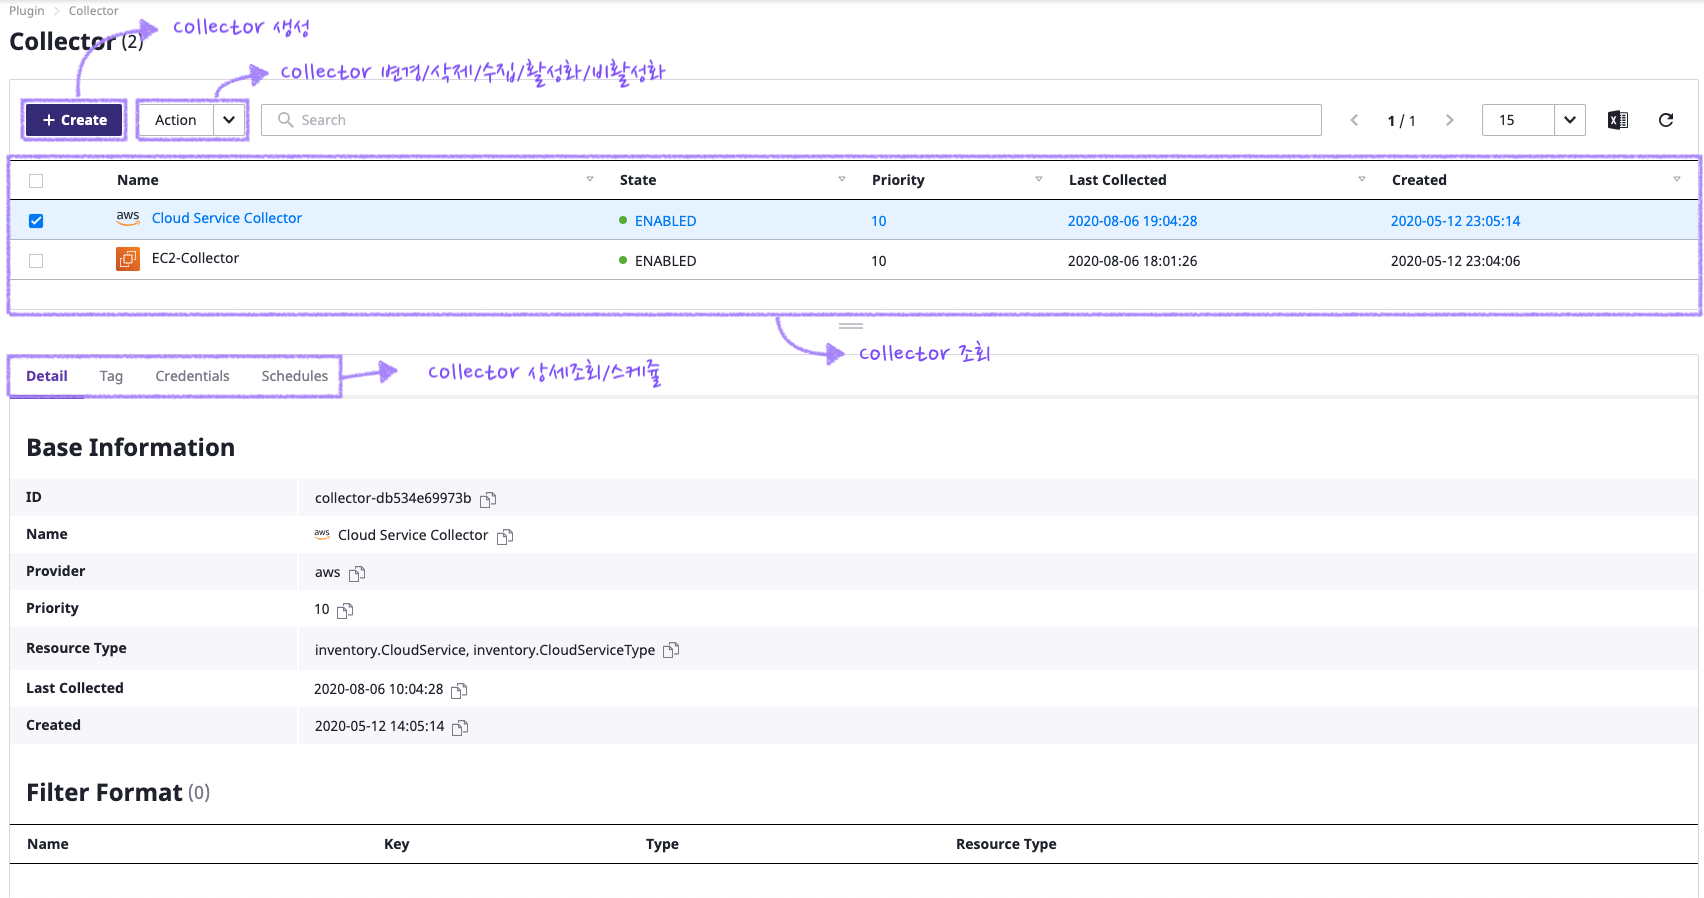 Plugin > Collector
collector 생성
Collector (2)
collector 변경/삭제/수집/활성화/비활성화
+ Create
Action
Search
1 / 1
15
Name State Priority Last Collected Created
aws Cloud Service Collector ENABLED 10 2020-08-06 19:04:28 2020-05-12 23:05:14
EC2-Collector ENABLED 10 2020-08-06 18:01:26 2020-05-12 23:04:06
collector 조회
Detail Tag Credentials Schedules
collector 상세조회/스케줄
Base Information
ID collector-db534e69973b
Name aws Cloud Service Collector
Provider aws
Priority 10
Resource Type inventory.CloudService, inventory.CloudServiceType
Last Collected 2020-08-06 10:04:28
Created 2020-05-12 14:05:14
Filter Format (0)
Name Key Type Resource Type